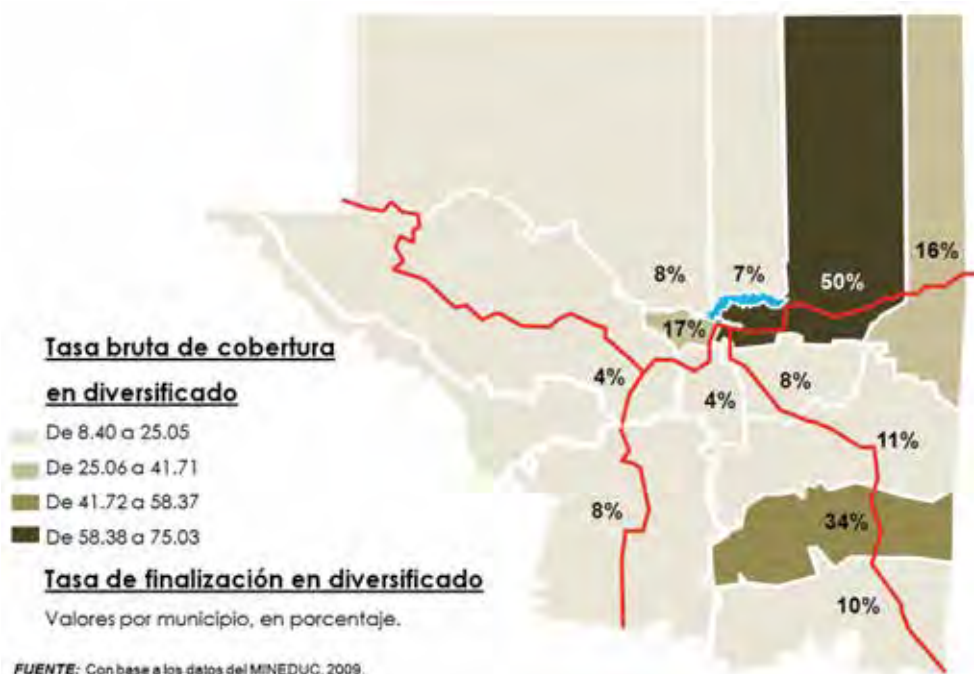 16%
8%
7%
50%
17%
4%
4%
8%
11%
8%
34%
10%
Tasa bruta de cobertura
en diversificado
De 8.40 a 25.05
De 25.06 a 41.71
De 41.72 a 58.37
De 58.38 a 75.03
Tasa de finalización en diversificado
Valores por municipio, en porcentaje.
FUENTE: Con base a los datos del MINEDUC, 2009.